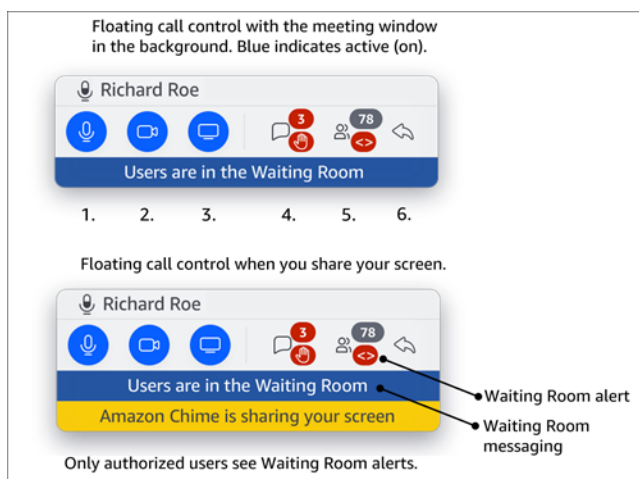 Floating call control with the meeting window
in the background. Blue indicates active (on).
Richard Roe
3
78
<>
Users are in the Waiting Room
1. 2. 3. 4. 5. 6.
Floating call control when you share your screen.
Richard Roe
3
78
<>
Users are in the Waiting Room
Amazon Chime is sharing your screen
Waiting Room alert
Waiting Room
messaging
Only authorized users see Waiting Room alerts.